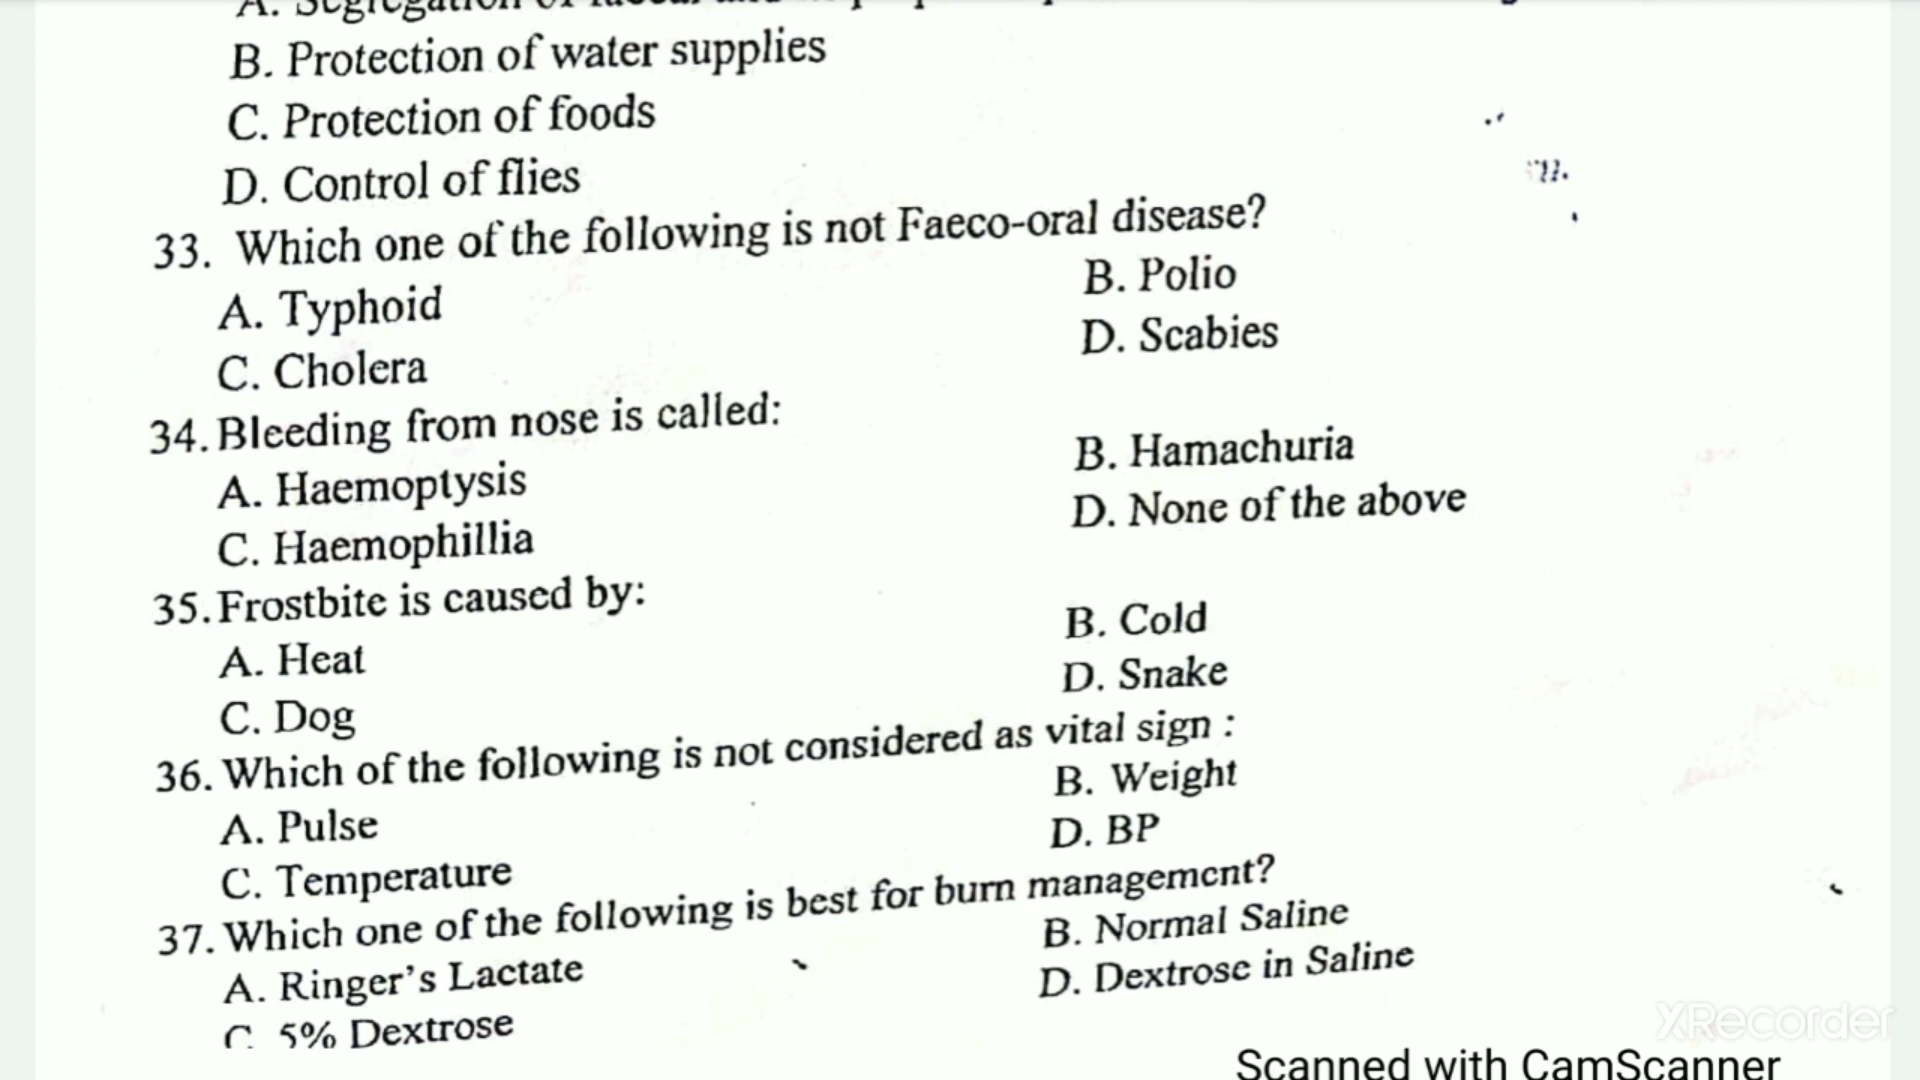 B. Protection of water supplies
C. Protection of foods
D. Control of flies
33. Which one of the following is not Faeco-oral disease?
A. Typhoid
B. Polio
C. Cholera
D. Scabies
34. Bleeding from nose is called:
A. Haemoptysis
B. Hamachuria
C. Haemophillia
D. None of the above
35. Frostbite is caused by:
A. Heat
B. Cold
C. Dog
D. Snake
36. Which of the following is not considered as vital sign :
A. Pulse
B. Weight
C. Temperature
D. BP
37. Which one of the following is best for burn management?
A. Ringer's Lactate
B. Normal Saline
C. 5% Dextrose
D. Dextrose in Saline
XRecorder
Scanned with CamScanner